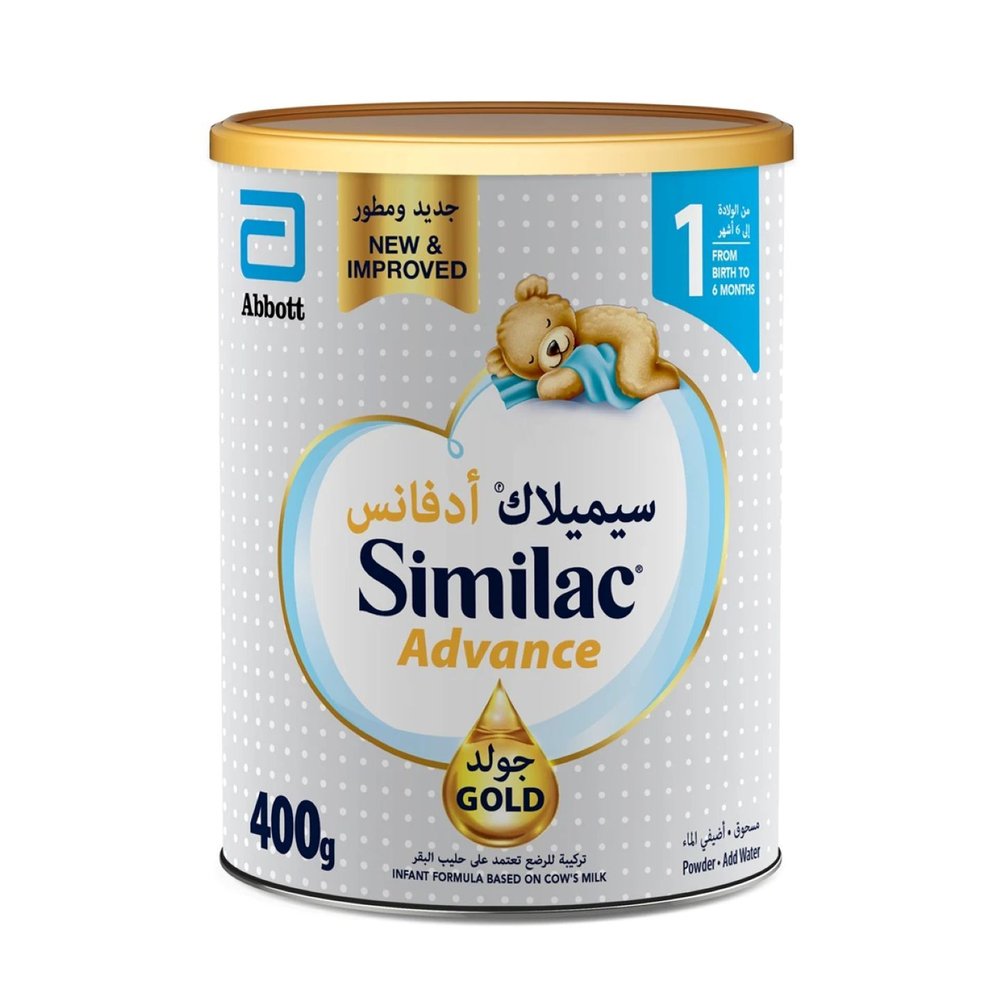 Abbott
جديد ومطور
NEW &
IMPROVED
1
من الولادة
إلى 6 أشهر
FROM
BIRTH TO
6 MONTHS
سيميلاك® أدفانس
Similac®
Advance
جولد
GOLD
400g
تركيبة للرضع تعتمد على حليب البقر
INFANT FORMULA BASED ON COW'S MILK
مسحوق • أضيفي الماء
Powder • Add Water